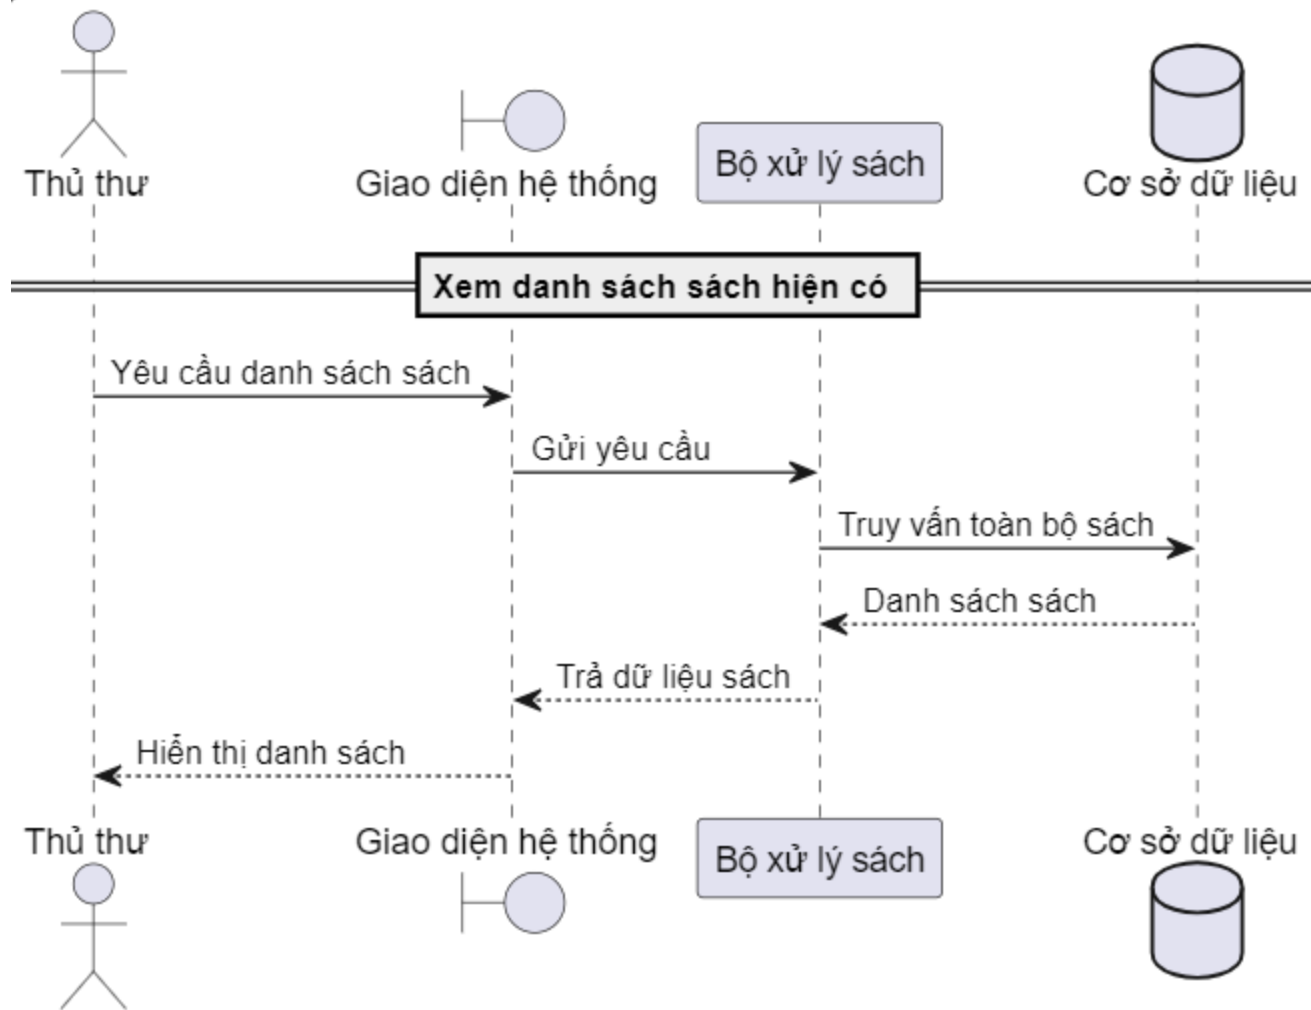 Thủ thư
Giao diện hệ thống
Bộ xử lý sách
Cơ sở dữ liệu
Xem danh sách sách hiện có
Yêu cầu danh sách sách
Gửi yêu cầu
Truy vấn toàn bộ sách
Danh sách sách
Trả dữ liệu sách
Hiển thị danh sách
Thủ thư
Giao diện hệ thống
Bộ xử lý sách
Cơ sở dữ liệu